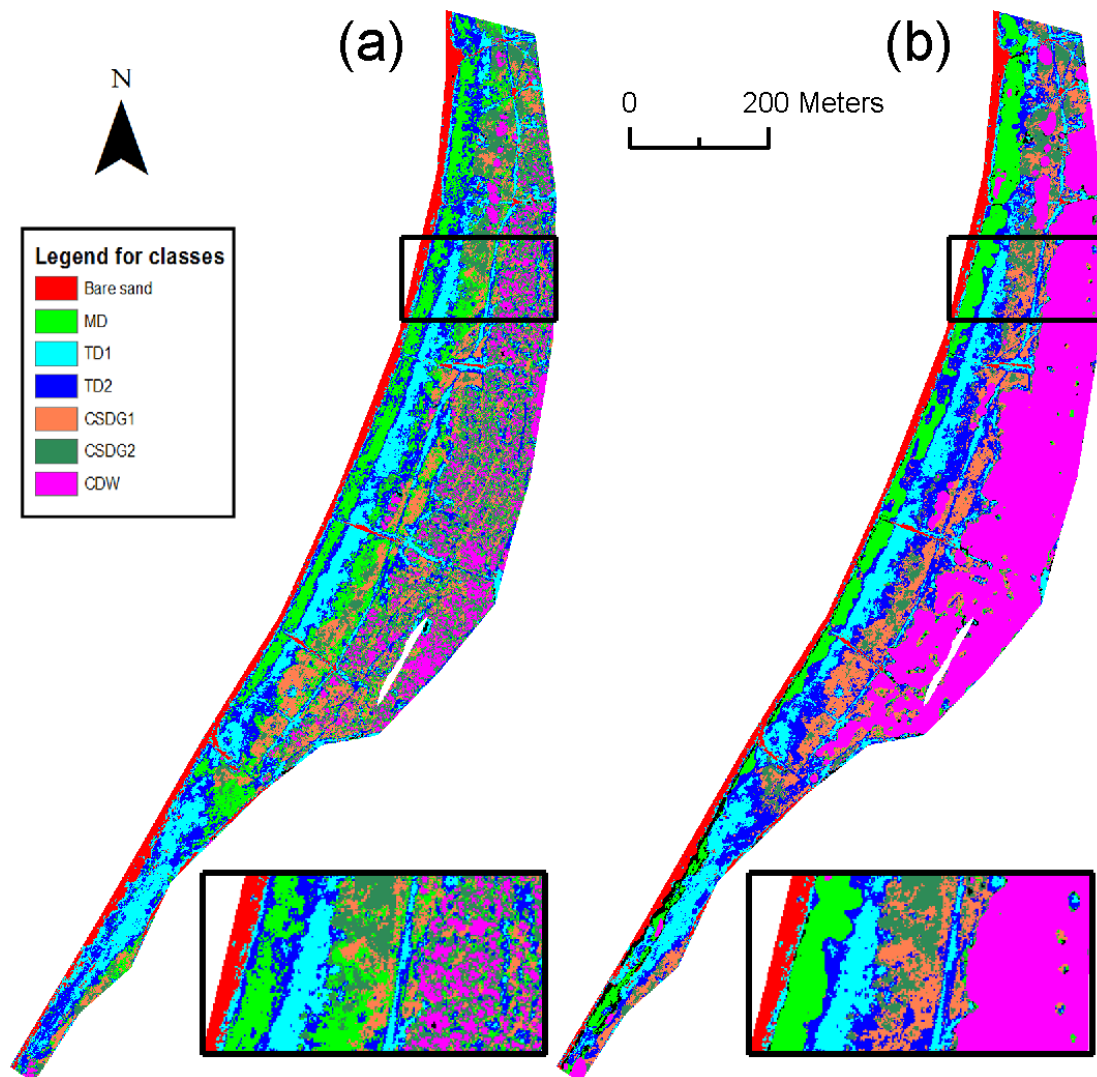 (a)
(b)
N
0 200 Meters
Legend for classes
Bare sand
MD
TD1
TD2
CSDG1
CSDG2
CDW